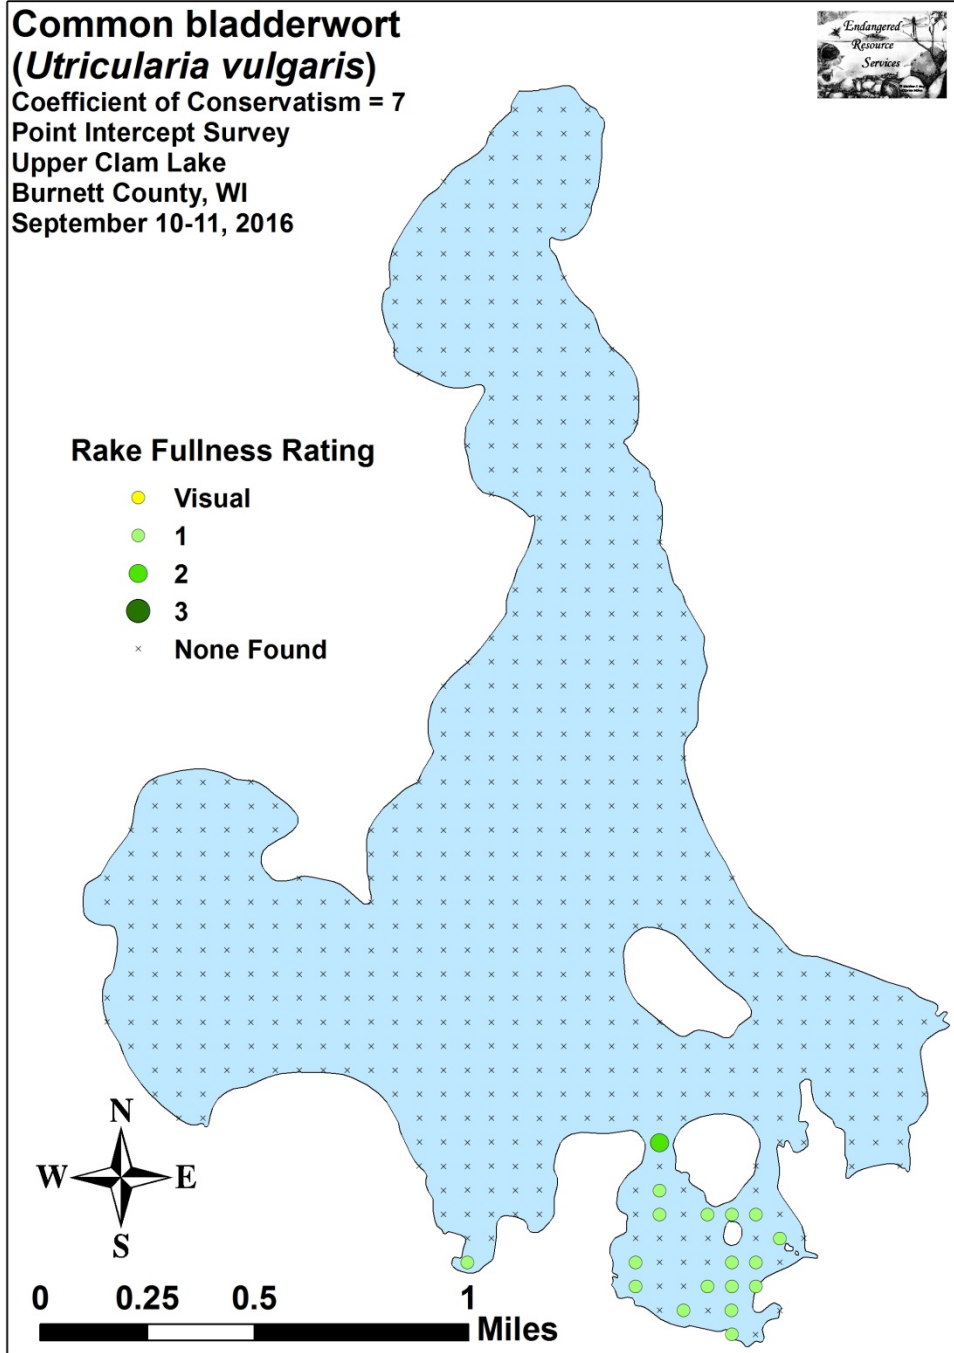 Common bladderwort
(Utricularia vulgaris)
Coefficient of Conservatism = 7
Point Intercept Survey
Upper Clam Lake
Burnett County, WI
September 10-11, 2016
Endangered
Resource
Services
Rake Fullness Rating
Visual
1
2
3
None Found
N
W E
S
0 0.25 0.5 1
Miles